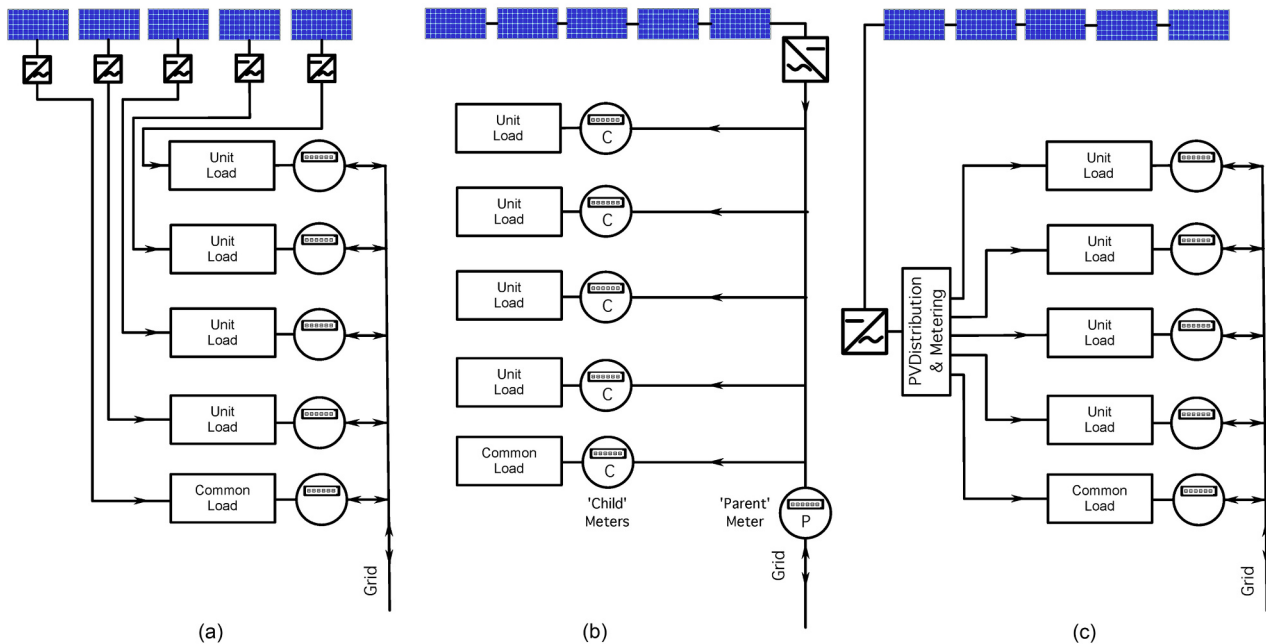 Unit
Load
Unit
Load
Unit
Load
Unit
Load
Common
Load
Grid
(a)
Unit
Load
C
Unit
Load
C
Unit
Load
C
Unit
Load
C
Common
Load
C
'Child'
Meters
'Parent'
Meter
P
Grid
(b)
PVDistribution
& Metering
Unit
Load
Unit
Load
Unit
Load
Unit
Load
Common
Load
Grid
(c)